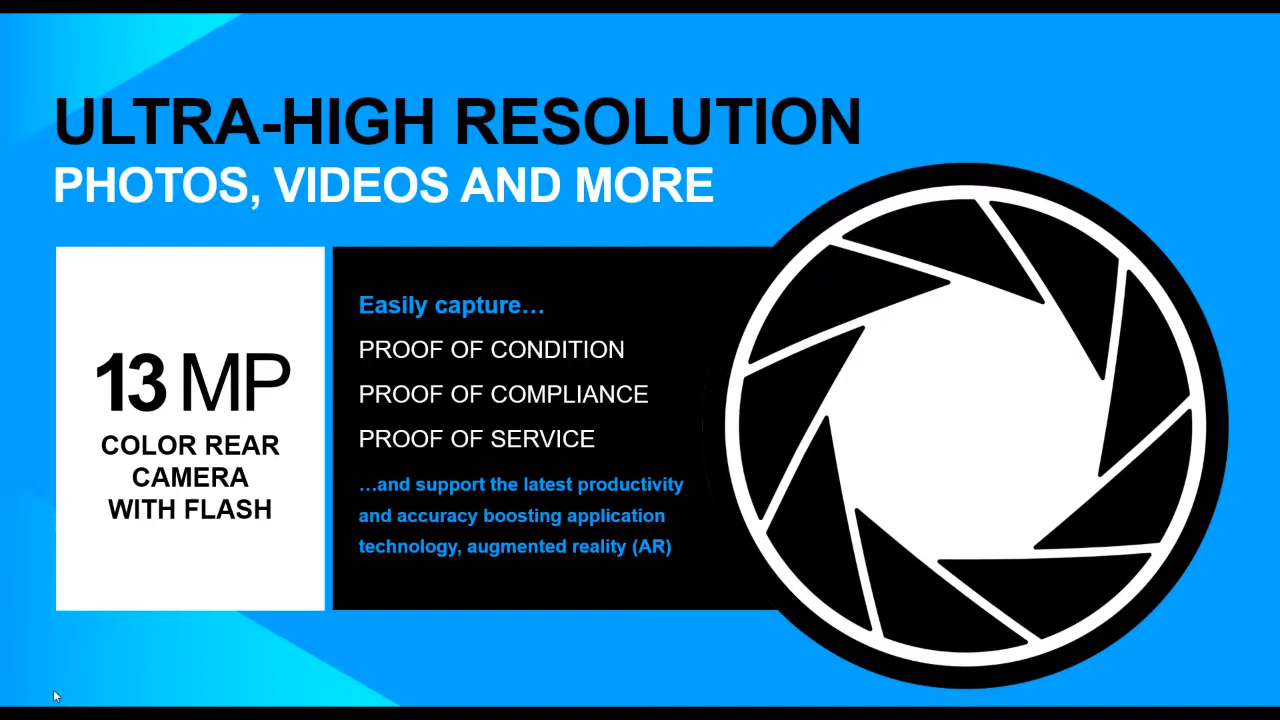 ULTRA-HIGH RESOLUTION
PHOTOS, VIDEOS AND MORE
13 MP
COLOR REAR
CAMERA
WITH FLASH
Easily capture…
PROOF OF CONDITION
PROOF OF COMPLIANCE
PROOF OF SERVICE
…and support the latest productivity
and accuracy boosting application
technology, augmented reality (AR)